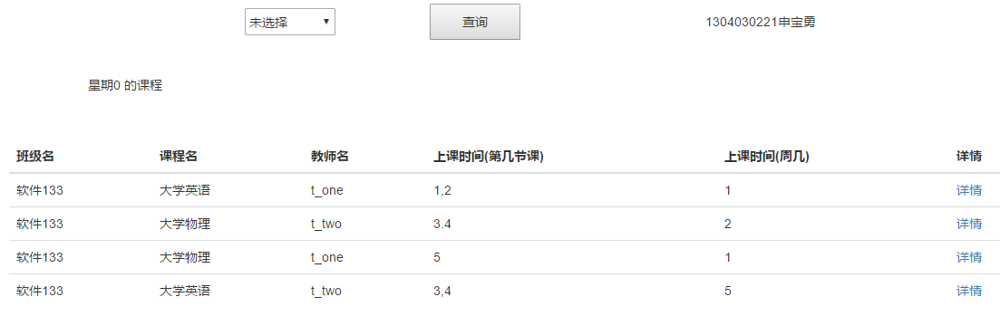 未选择 查询 1304030221申宝勇
星期0 的课程
班级名 课程名 教师名 上课时间(第几节课) 上课时间(周几) 详情
软件133 大学英语 t_one 1,2 1 详情
软件133 大学物理 t_two 3.4 2 详情
软件133 大学物理 t_one 5 1 详情
软件133 大学英语 t_two 3,4 5 详情